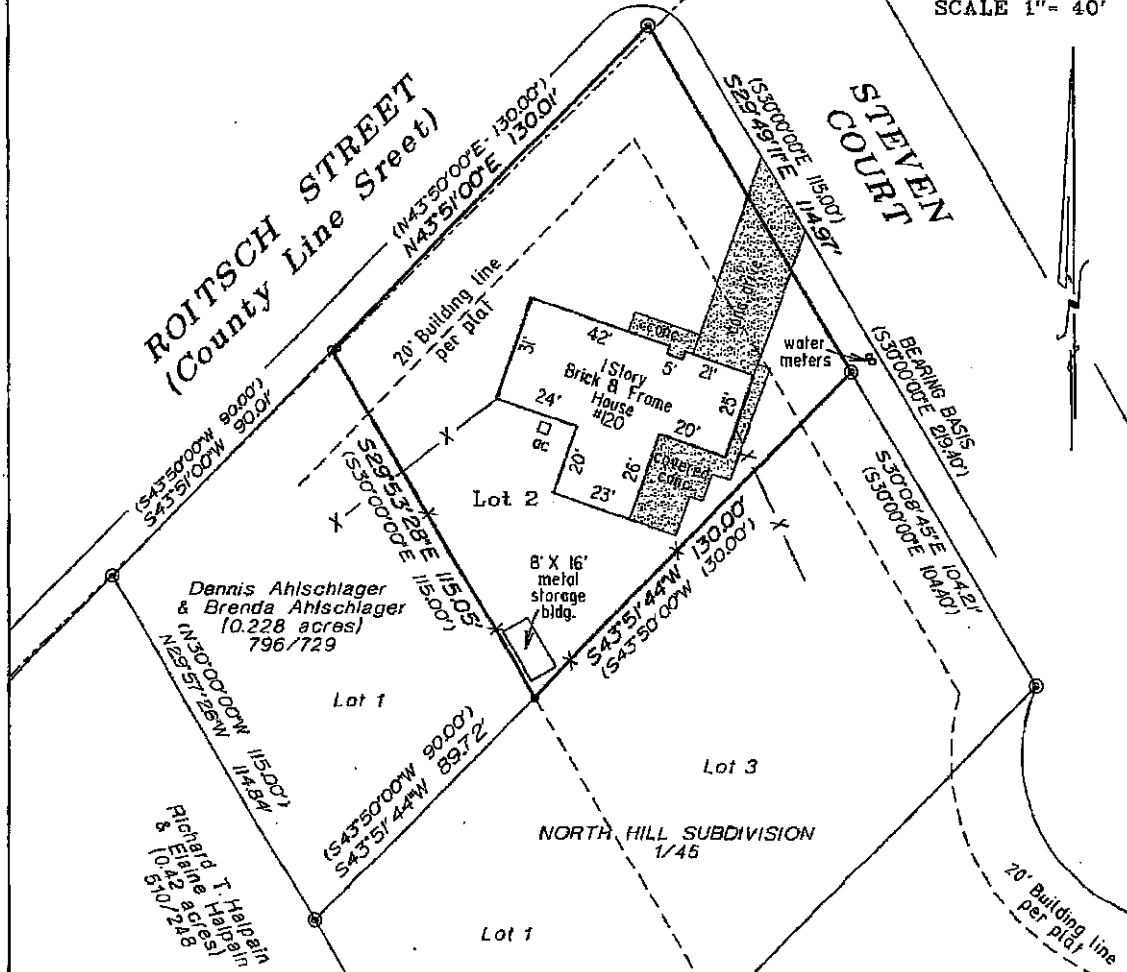 SCALE 1"= 40'
ROITSCH STREET
(County Line Sreet)
STEVEN
COURT
(N43°50'00"E - 130.00')
N43°51'00"E 130.01'
(S30°00'00"E 115.00')
S29°49'11"E 114.97'
20' Building line
per plat
conc.
42'
31'
5'
21'
1 Story
Brick & Frame
House
#120
25'
24'
20'
ac
20'
26'
23'
covered
conc.
water
meters
BEARING BASIS
(S30°00'00"E 219.40')
(S43°50'00"W 90.00')
S43°51'00"W 90.01'
X
X
X
X
S29°53'28"E 115.05'
(S30°00'00"E 115.00')
Lot 2
S43°51'44"W 130.00'
(S43°50'00"W 130.00')
S30°08'45"E 104.21'
(S30°00'00"E 104.40')
8' X 16'
metal
storage
bldg.
Dennis Ahlschlager
& Brenda Ahlschlager
(0.228 acres)
796/729
(N30°00'00"W 115.00')
N29°57'26"W 114.84'
Lot 1
(S43°50'00"W 90.00')
S43°51'44"W 89.72'
Lot 3
NORTH HILL SUBDIVISION
1/45
Richard T. Halpain
& Elaine Halpain
(0.42 acres)
510/248
Lot 1
20' Building line
per plat